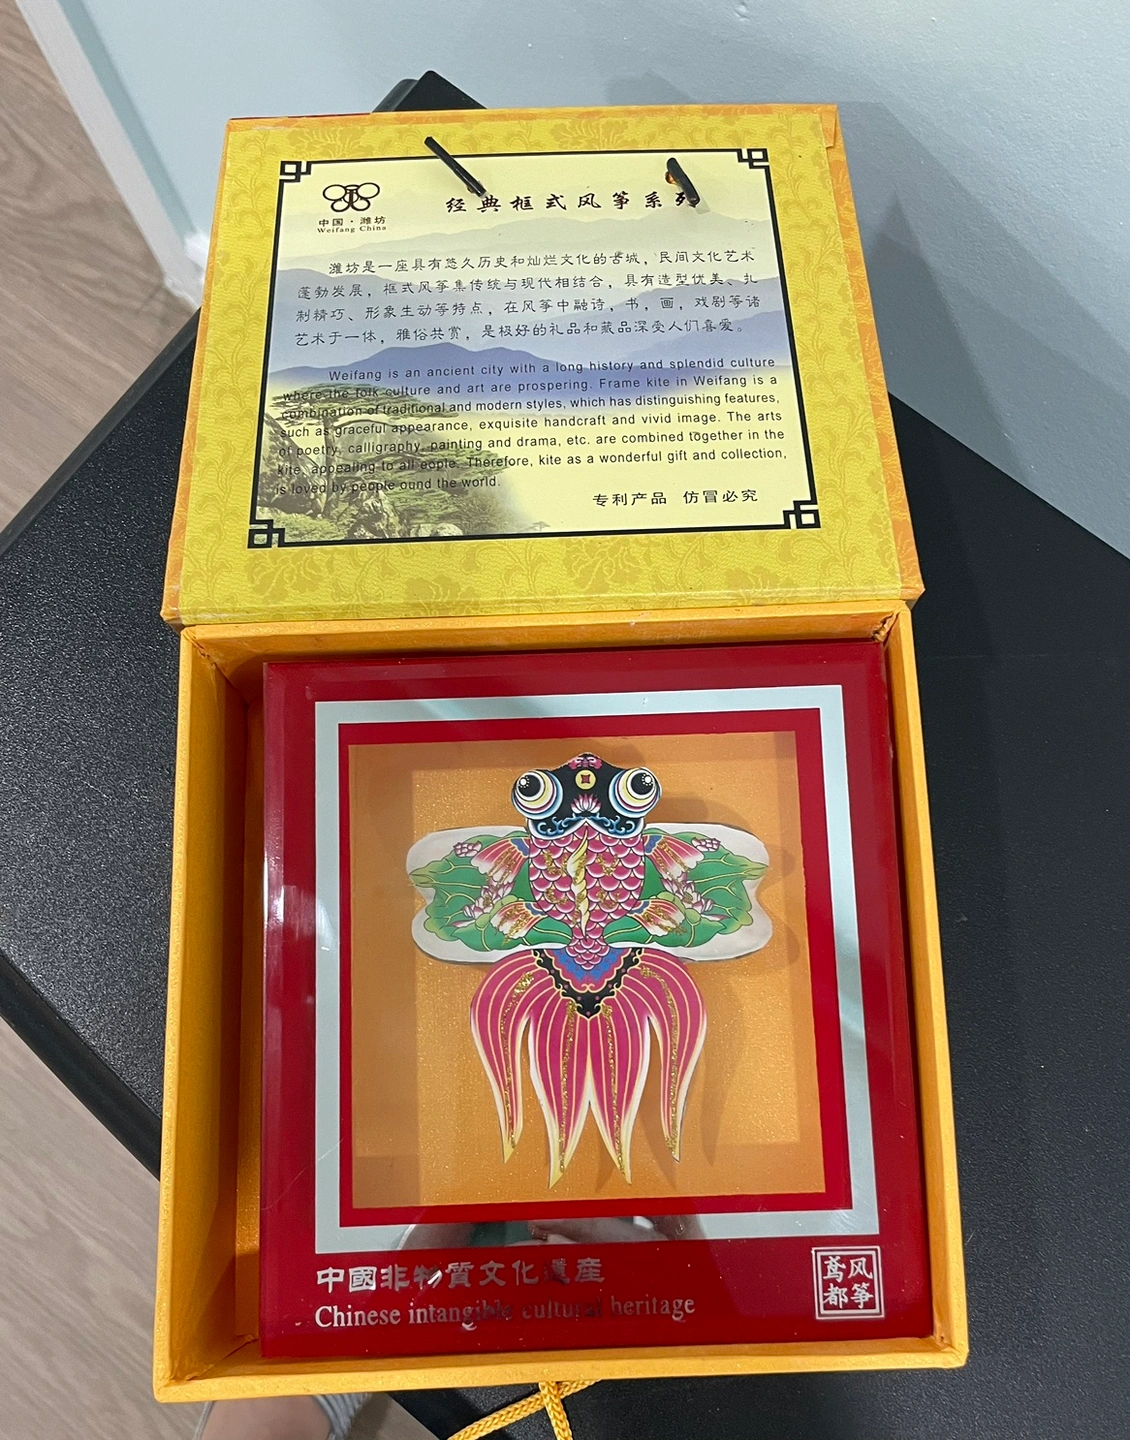 中国·潍坊
Weifang China
经典框式风筝系列
潍坊是一座具有悠久历史和灿烂文化的古城，民间文化艺术
蓬勃发展，框式风筝集传统与现代相结合，具有造型优美、扎
制精巧、形象生动等特点，在风筝中融诗，书，画，戏剧等诸
艺术于一体，雅俗共赏，是极好的礼品和藏品深受人们喜爱。
Weifang is an ancient city with a long history and splendid culture
where the folk culture and art are prospering. Frame kite in Weifang is a
combination of traditional and modern styles, which has distinguishing features,
such as graceful appearance, exquisite handcraft and vivid image. The arts
of poetry, calligraphy, painting and drama, etc. are combined together in the
kite, appealing to all eople. Therefore, kite as a wonderful gift and collection,
is loved by people ound the world.
专利产品 仿冒必究
中國非物質文化遺産
Chinese intangible cultural heritage
鸢都
风筝